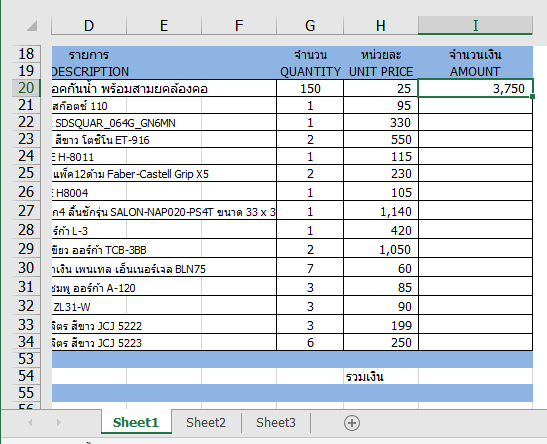 D E F G H I
18 รายการ จำนวน หน่วยละ จำนวนเงิน
19 DESCRIPTION QUANTITY UNIT PRICE AMOUNT
20 อคกันน้ำ พร้อมสายคล้องคอ 150 25 3,750
21 สก๊อตช์ 110 1 95
22 SDSQUAR_064G_GN6MN 1 330
23 สีขาว โตชิโน ET-916 2 550
24 E H-8011 1 115
25 แพ็ค12ด้าม Faber-Castell Grip X5 2 230
26 E H8004 1 105
27 ก4 ลิ้นชักรุ่น SALON-NAP020-PS4T ขนาด 33 x 3 1 1,140
28 ร์ก้า L-3 1 420
29 ขียว ออร์ก้า TCB-3BB 2 1,050
30 าเงิน เพนเทล เอ็นเนอร์เจล BLN75 7 60
31 ชมพู ออร์ก้า A-120 3 85
32 ZL31-W 3 90
33 จิตร สีขาว JCJ 5222 3 199
34 จิตร สีขาว JCJ 5223 6 250
53
54 รวมเงิน
55
Sheet1 Sheet2 Sheet3